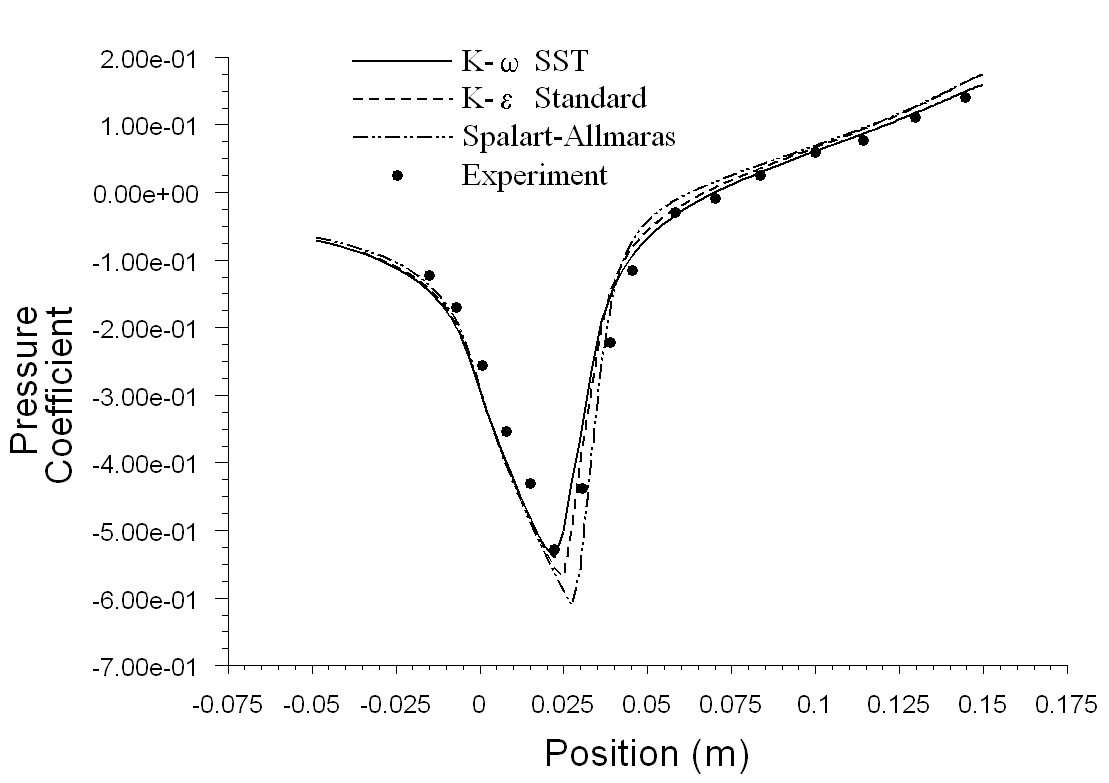 2.00e-01
1.00e-01
0.00e+00
-1.00e-01
-2.00e-01
-3.00e-01
-4.00e-01
-5.00e-01
-6.00e-01
-7.00e-01
Pressure
Coefficient
K-ω SST
K-ε Standard
Spalart-Allmaras
Experiment
-0.075 -0.05 -0.025 0 0.025 0.05 0.075 0.1 0.125 0.15 0.175
Position (m)